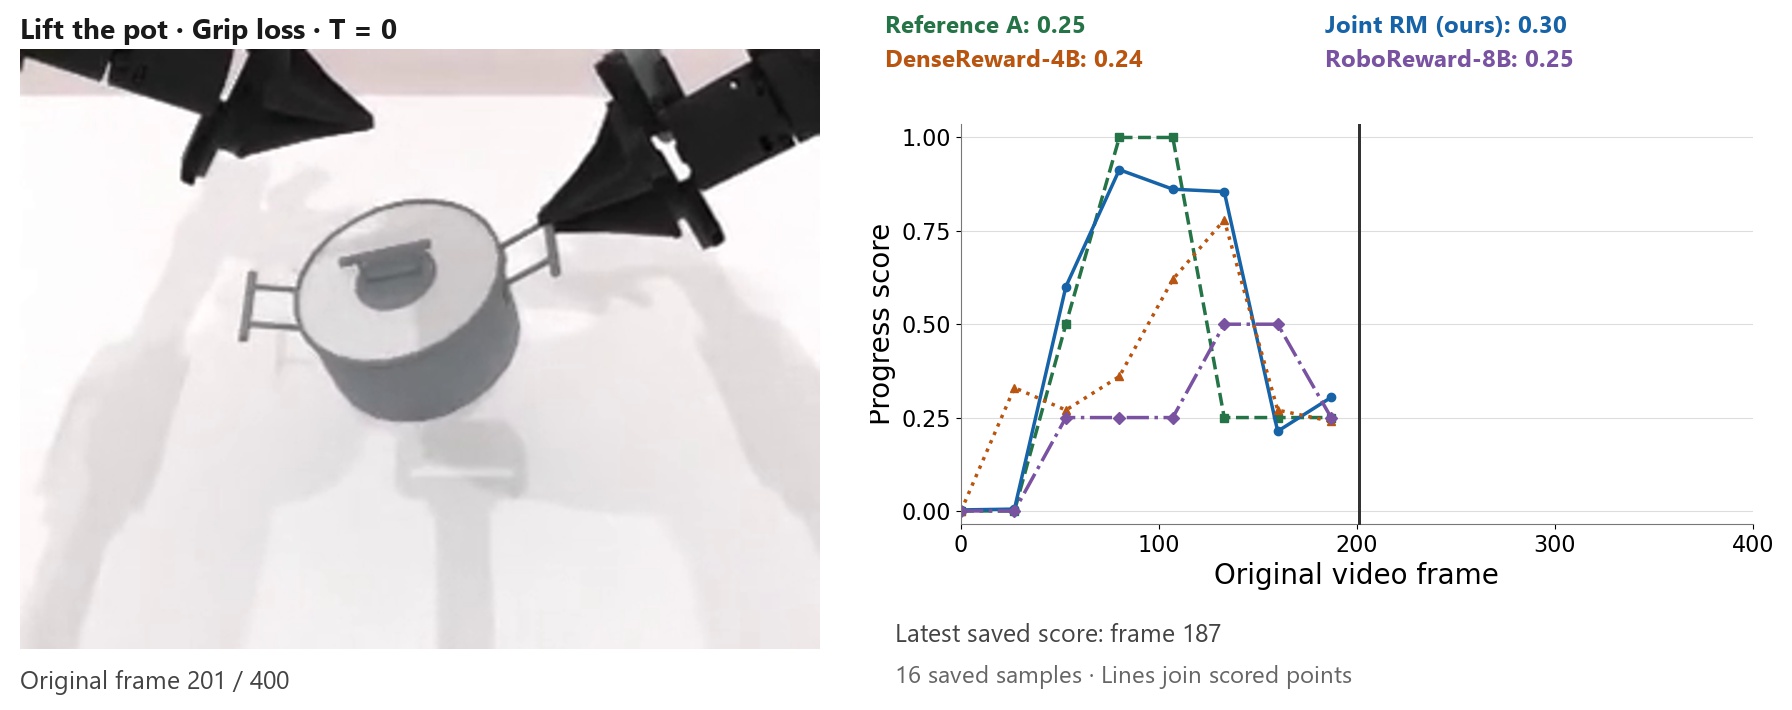 Lift the pot · Grip loss · T = 0
Original frame 201 / 400
Reference A: 0.25
Joint RM (ours): 0.30
DenseReward-4B: 0.24
RoboReward-8B: 0.25
Progress score
1.00
0.75
0.50
0.25
0.00
0 100 200 300 400
Original video frame
Latest saved score: frame 187
16 saved samples · Lines join scored points